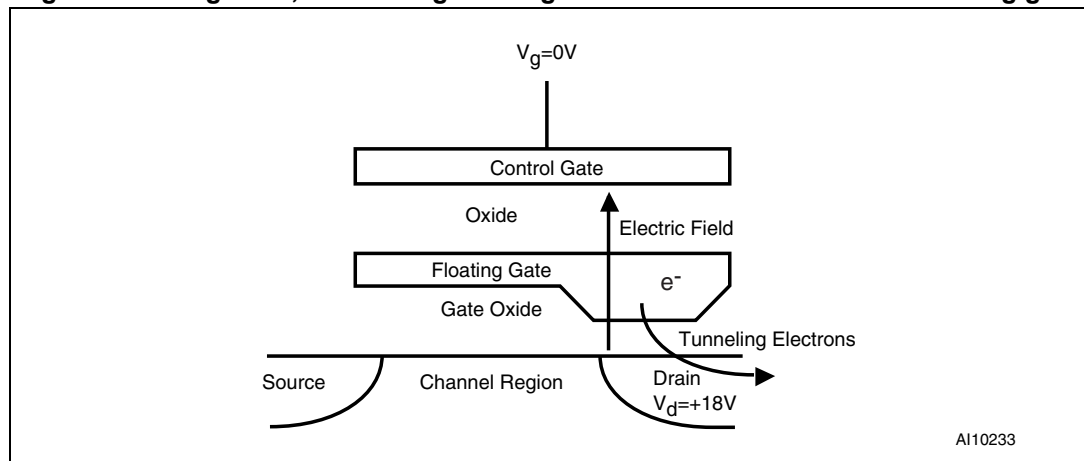 Vg=0V
Control Gate
Oxide
Electric Field
Floating Gate
e-
Gate Oxide
Tunneling Electrons
Source
Channel Region
Drain
Vd=+18V
AI10233